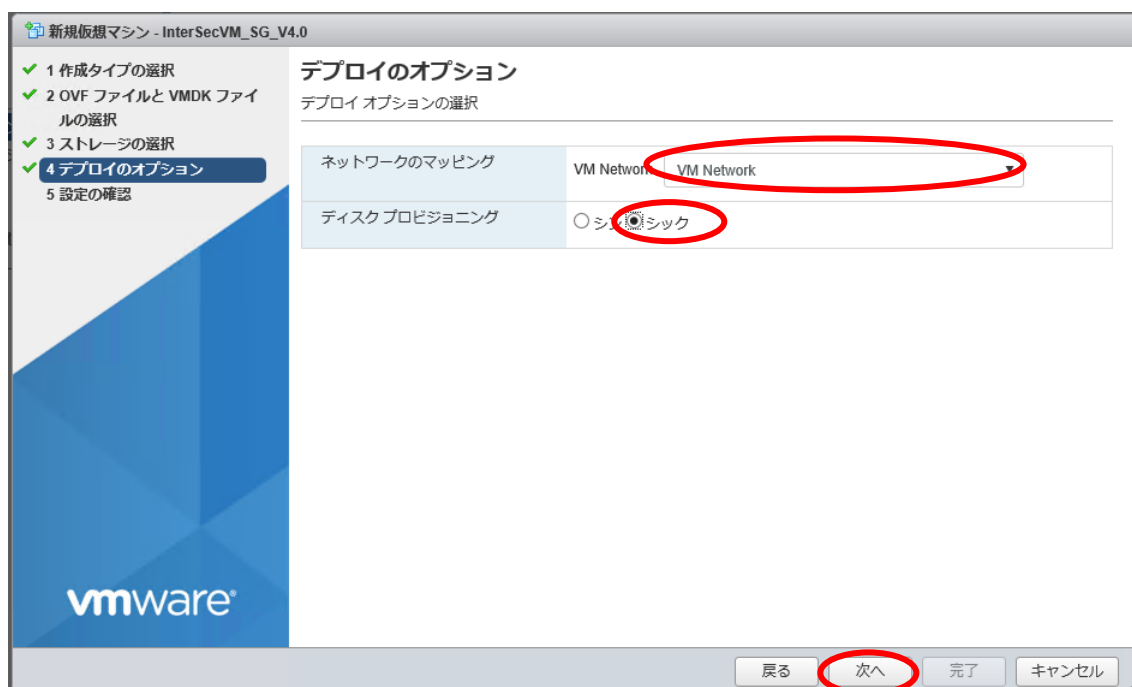 新規仮想マシン - InterSecVM_SG_V4.0
1 作成タイプの選択
2 OVF ファイルと VMDK ファイ
ルの選択
3 ストレージの選択
4 デプロイのオプション
5 設定の確認
vmware®
デプロイのオプション
デプロイ オプションの選択
ネットワークのマッピング VM Network VM Network
ディスク プロビジョニング シン シック
戻る 次へ 完了 キャンセル